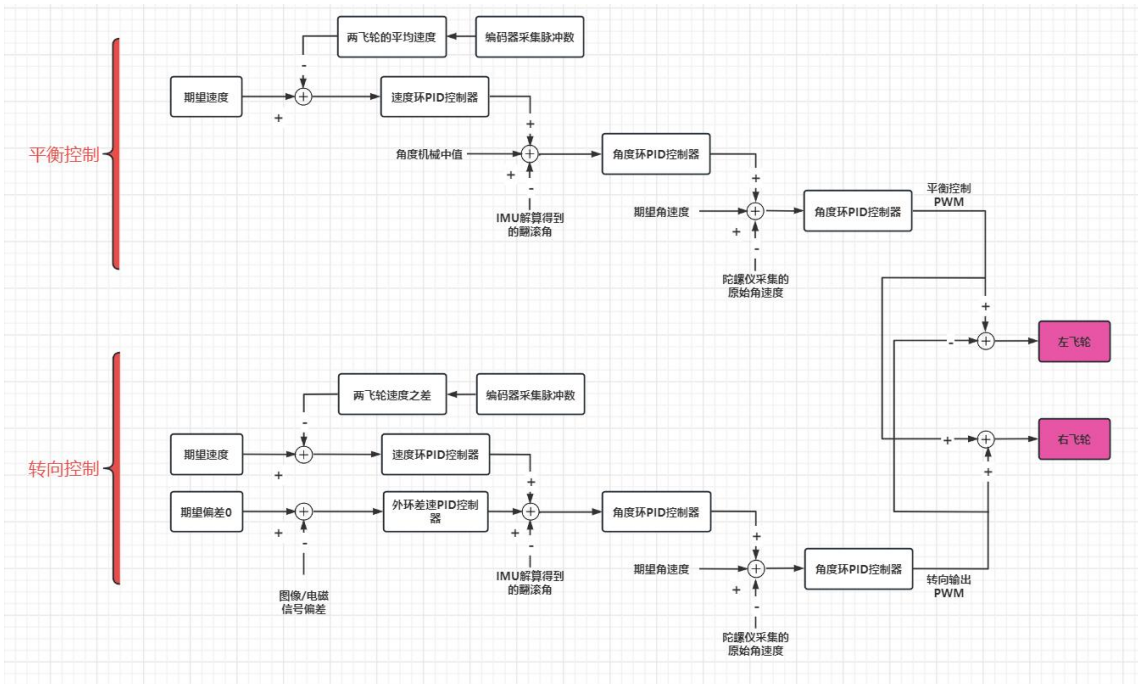 两飞轮的平均速度
编码器采集脉冲数
-
期望速度
+
速度环PID控制器
+
平衡控制
角度机械中值
+
-
IMU解算得到
的翻滚角
角度环PID控制器
+
期望角速度
+
-
陀螺仪采集的
原始角速度
角度环PID控制器
平衡控制
PWM
+
-
左飞轮
+
右飞轮
+
两飞轮速度之差
编码器采集脉冲数
-
期望速度
+
速度环PID控制器
+
转向控制
期望偏差0
+
-
图像/电磁
信号偏差
外环差速PID控制
器
+
-
IMU解算得到
的翻滚角
角度环PID控制器
+
期望角速度
+
-
陀螺仪采集的
原始角速度
角度环PID控制器
转向输出
PWM